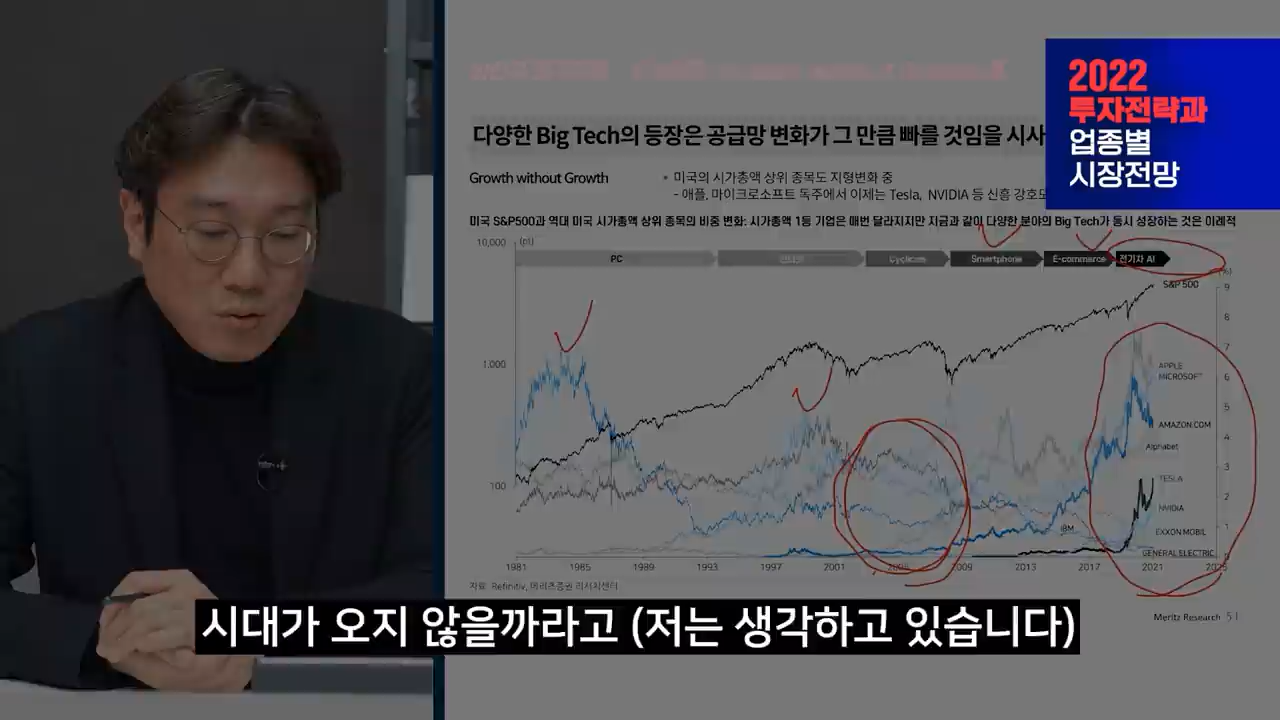 2022
투자전략과
업종별
시장전망
다양한 Big Tech의 등장은 공급망 변화가 그 만큼 빠를 것임을 시사
Growth without Growth
• 미국의 시가총액 상위 종목도 지형변화 중
- 애플, 마이크로소프트 독주에서 이제는 Tesla, NVIDIA 등 신흥 강호
미국 S&P500과 역대 미국 시가총액 상위 종목의 비중 변화: 시가총액 1등 기업은 매번 달라지지만 지금과 같이 다양한 분야의 Big Tech가 동시 성장하는 것은 이례적
10,000 (pt)
PC
Cyclicals
Smartphone
E-commerce
전기차 AI
(%)
S&P 500
9
8
7
1,000
APPLE
MICROSOFT
6
5
AMAZON.COM
4
Alphabet
3
100
TESLA
2
NVIDIA
1
IBM
EXXON MOBIL
GENERAL ELECTRIC
1981 1985 1989 1993 1997 2001 2009 2013 2017 2021 2025
자료: Refinitiv, 메리츠증권 리서치센터
Meritz Research 51
시대가 오지 않을까라고 (저는 생각하고 있습니다)